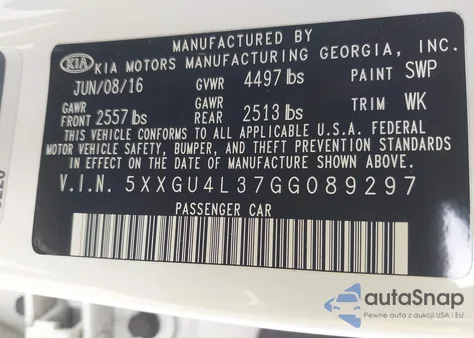 MANUFACTURED BY
KIA KIA MOTORS MANUFACTURING GEORGIA, INC.
JUN/08/16 GVWR 4497 lbs PAINT SWP
GAWR FRONT 2557 lbs GAWR REAR 2513 lbs TRIM WK
THIS VEHICLE CONFORMS TO ALL APPLICABLE U.S.A. FEDERAL
MOTOR VEHICLE SAFETY, BUMPER, AND THEFT PREVENTION STANDARDS
IN EFFECT ON THE DATE OF MANUFACTURE SHOWN ABOVE.
V.I.N. 5XXGU4L37GG089297
PASSENGER CAR
autoSnap
Pewne auta z aukcji USA i EU